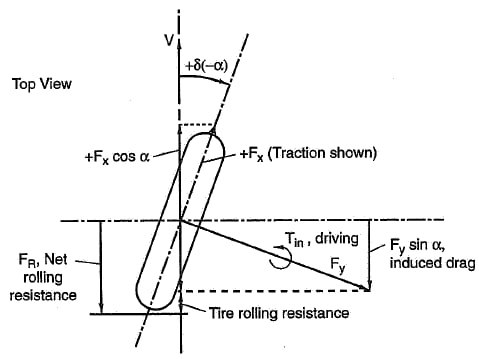 V
+δ(−α)
Top View
+Fx cos α
+Fx (Traction shown)
FR, Net
rolling
resistance
Tin , driving
Fy
Fy sin α,
induced drag
Tire rolling resistance